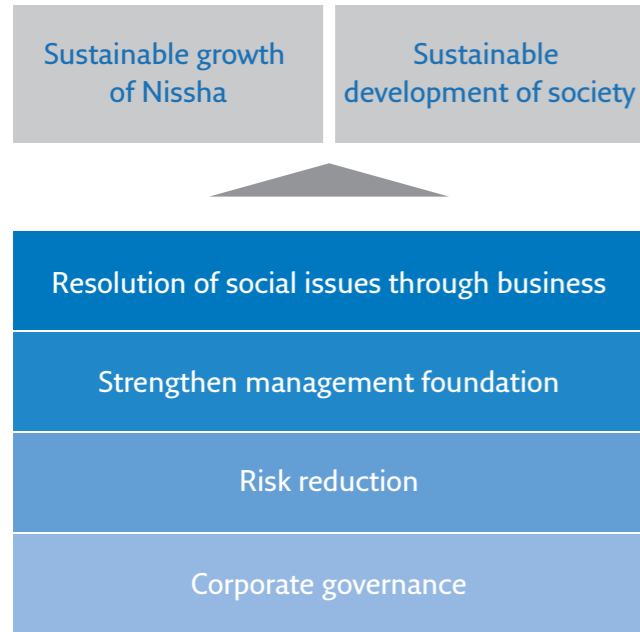 Sustainable growth
of Nissha
Sustainable
development of society
Resolution of social issues through business
Strengthen management foundation
Risk reduction
Corporate governance